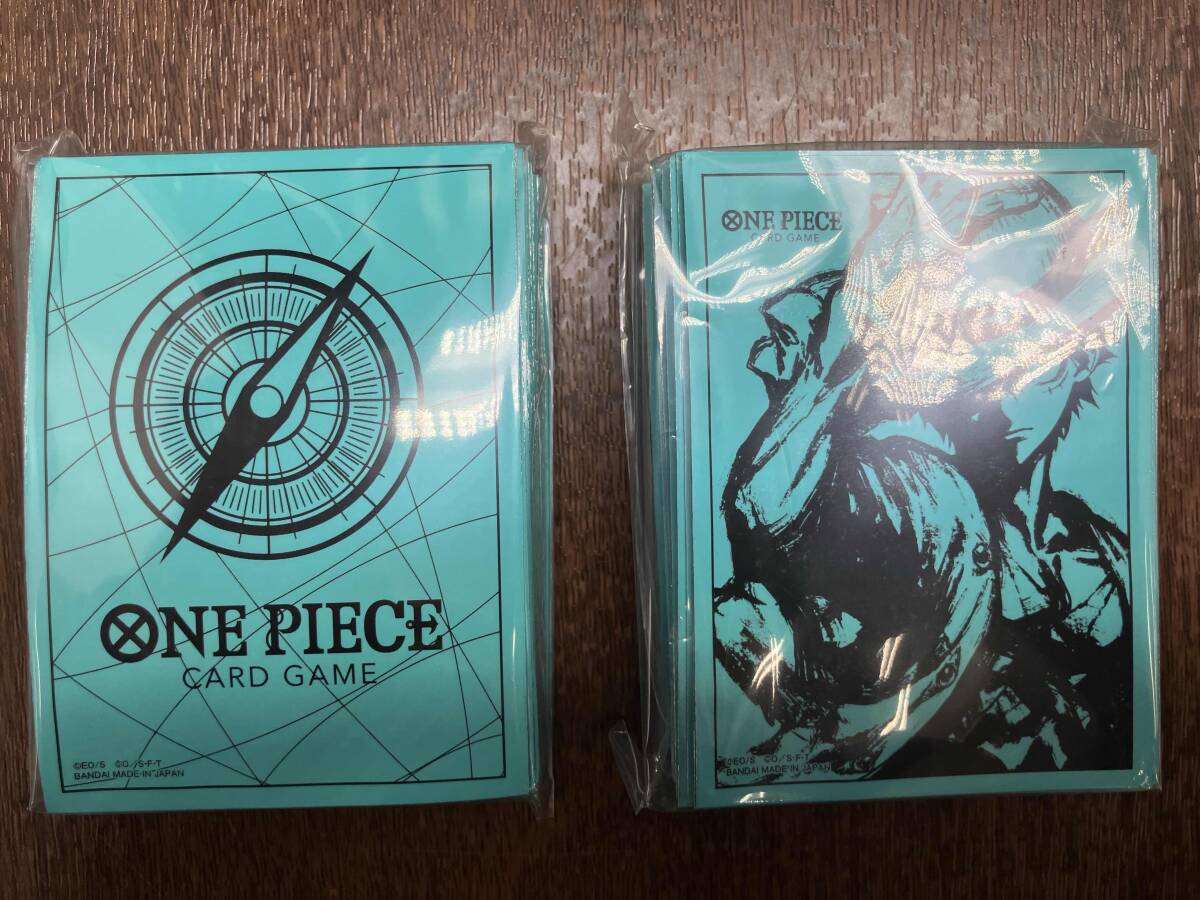 ONE PIECE
CARD GAME
©EO/S ©O./S·F·T
BANDAI MADE IN JAPAN
ONE PIECE
CARD GAME
©EO/S ©O./S·F·T
BANDAI MADE IN JAPAN